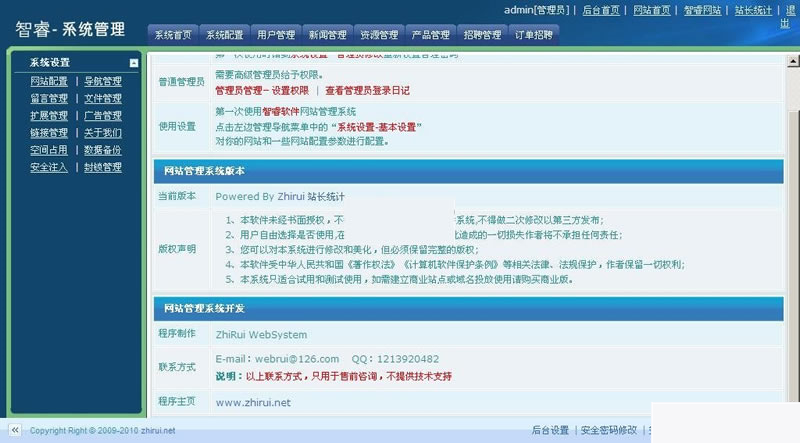 智睿- 系统管理
admin[管理员] | 后台首页 | 网站首页 | 智睿网站 | 站长统计 | 退出
系统首页 系统配置 用户管理 新闻管理 资源管理 产品管理 招聘管理 订单招聘
系统设置
网站配置 | 导航管理
留言管理 | 文件管理
扩展管理 | 广告管理
链接管理 | 关于我们
空间占用 | 数据备份
安全注入 | 封锁管理
普通管理员
需要高级管理员给予权限。
管理员管理- 设置权限 | 查看管理员登录日记
使用设置
第一次使用智睿软件网站管理系统
点击左边管理导航菜单中的“系统设置-基本设置”
对你的网站和一些网站配置参数进行配置。
网站管理系统版本
当前版本 Powered By Zhirui 站长统计
版权声明
1、本软件未经书面授权，不 系统,不得做二次修改以第三方发布；
2、用户自由选择是否使用,在 造成的一切损失作者将不承担任何责任；
3、您可以对本系统进行修改和美化，但必须保留完整的版权；
4、本软件受中华人民共和国《著作权法》《计算机软件保护条例》等相关法律、法规保护，作者保留一切权利；
5、本系统只适合试用和测试使用，如需建立商业站点或域名投放使用请购买商业版。
网站管理系统开发
程序制作 ZhiRui WebSystem
联系方式
E-mail：webrui@126.com QQ：1213920482
说明：以上联系方式，只用于售前咨询，不提供技术支持
程序主页 www.zhirui.net
Copyright Right © 2009-2010 zhirui.net
后台设置 | 安全密码修改 |